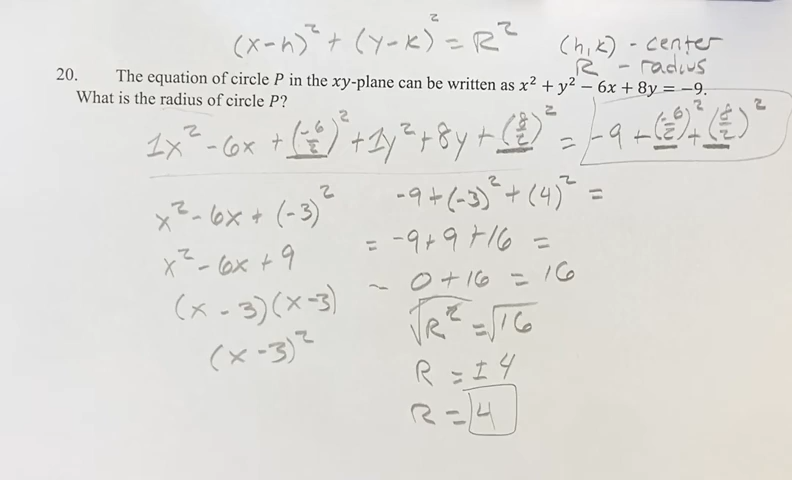 (x-h)² + (y-k)² = R² (h,k) - center
R - radius
20. The equation of circle P in the xy-plane can be written as x² + y² − 6x + 8y = −9.
What is the radius of circle P?
1x² - 6x + (-6/2)² + 1y² + 8y + (8/2)² = -9 + (-6/2)² + (8/2)²
x² - 6x + (-3)² -9 + (-3)² + (4)² =
x² - 6x + 9 = -9 + 9 + 16 =
(x - 3)(x - 3) ~ 0 + 16 = 16
(x - 3)² √R² = √16
R = ± 4
R = 4